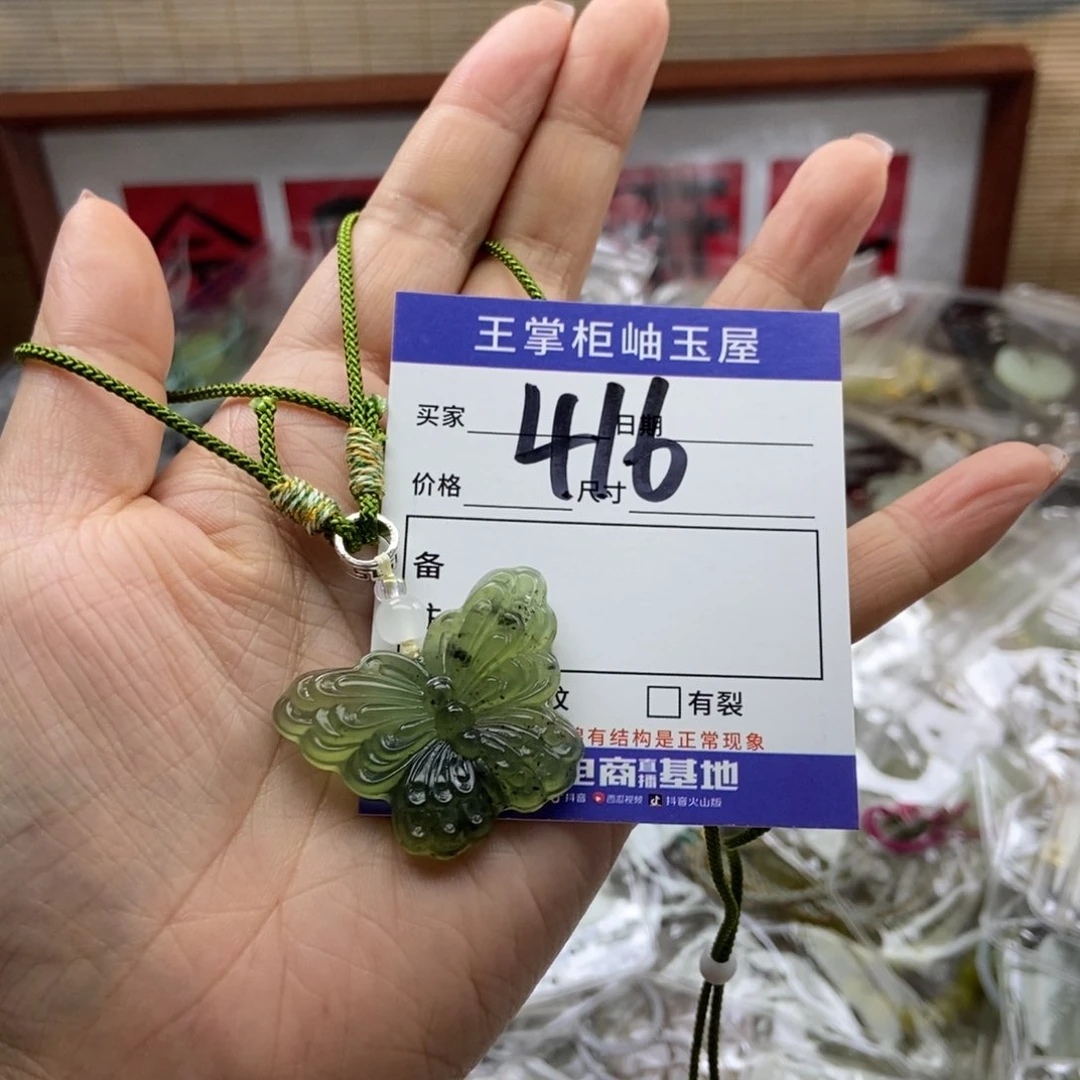 王掌柜岫玉屋
416
买家 日期
价格 尺寸
备
有裂
有结构是正常现象
电商直播基地
抖音 西瓜视频 抖音火山版